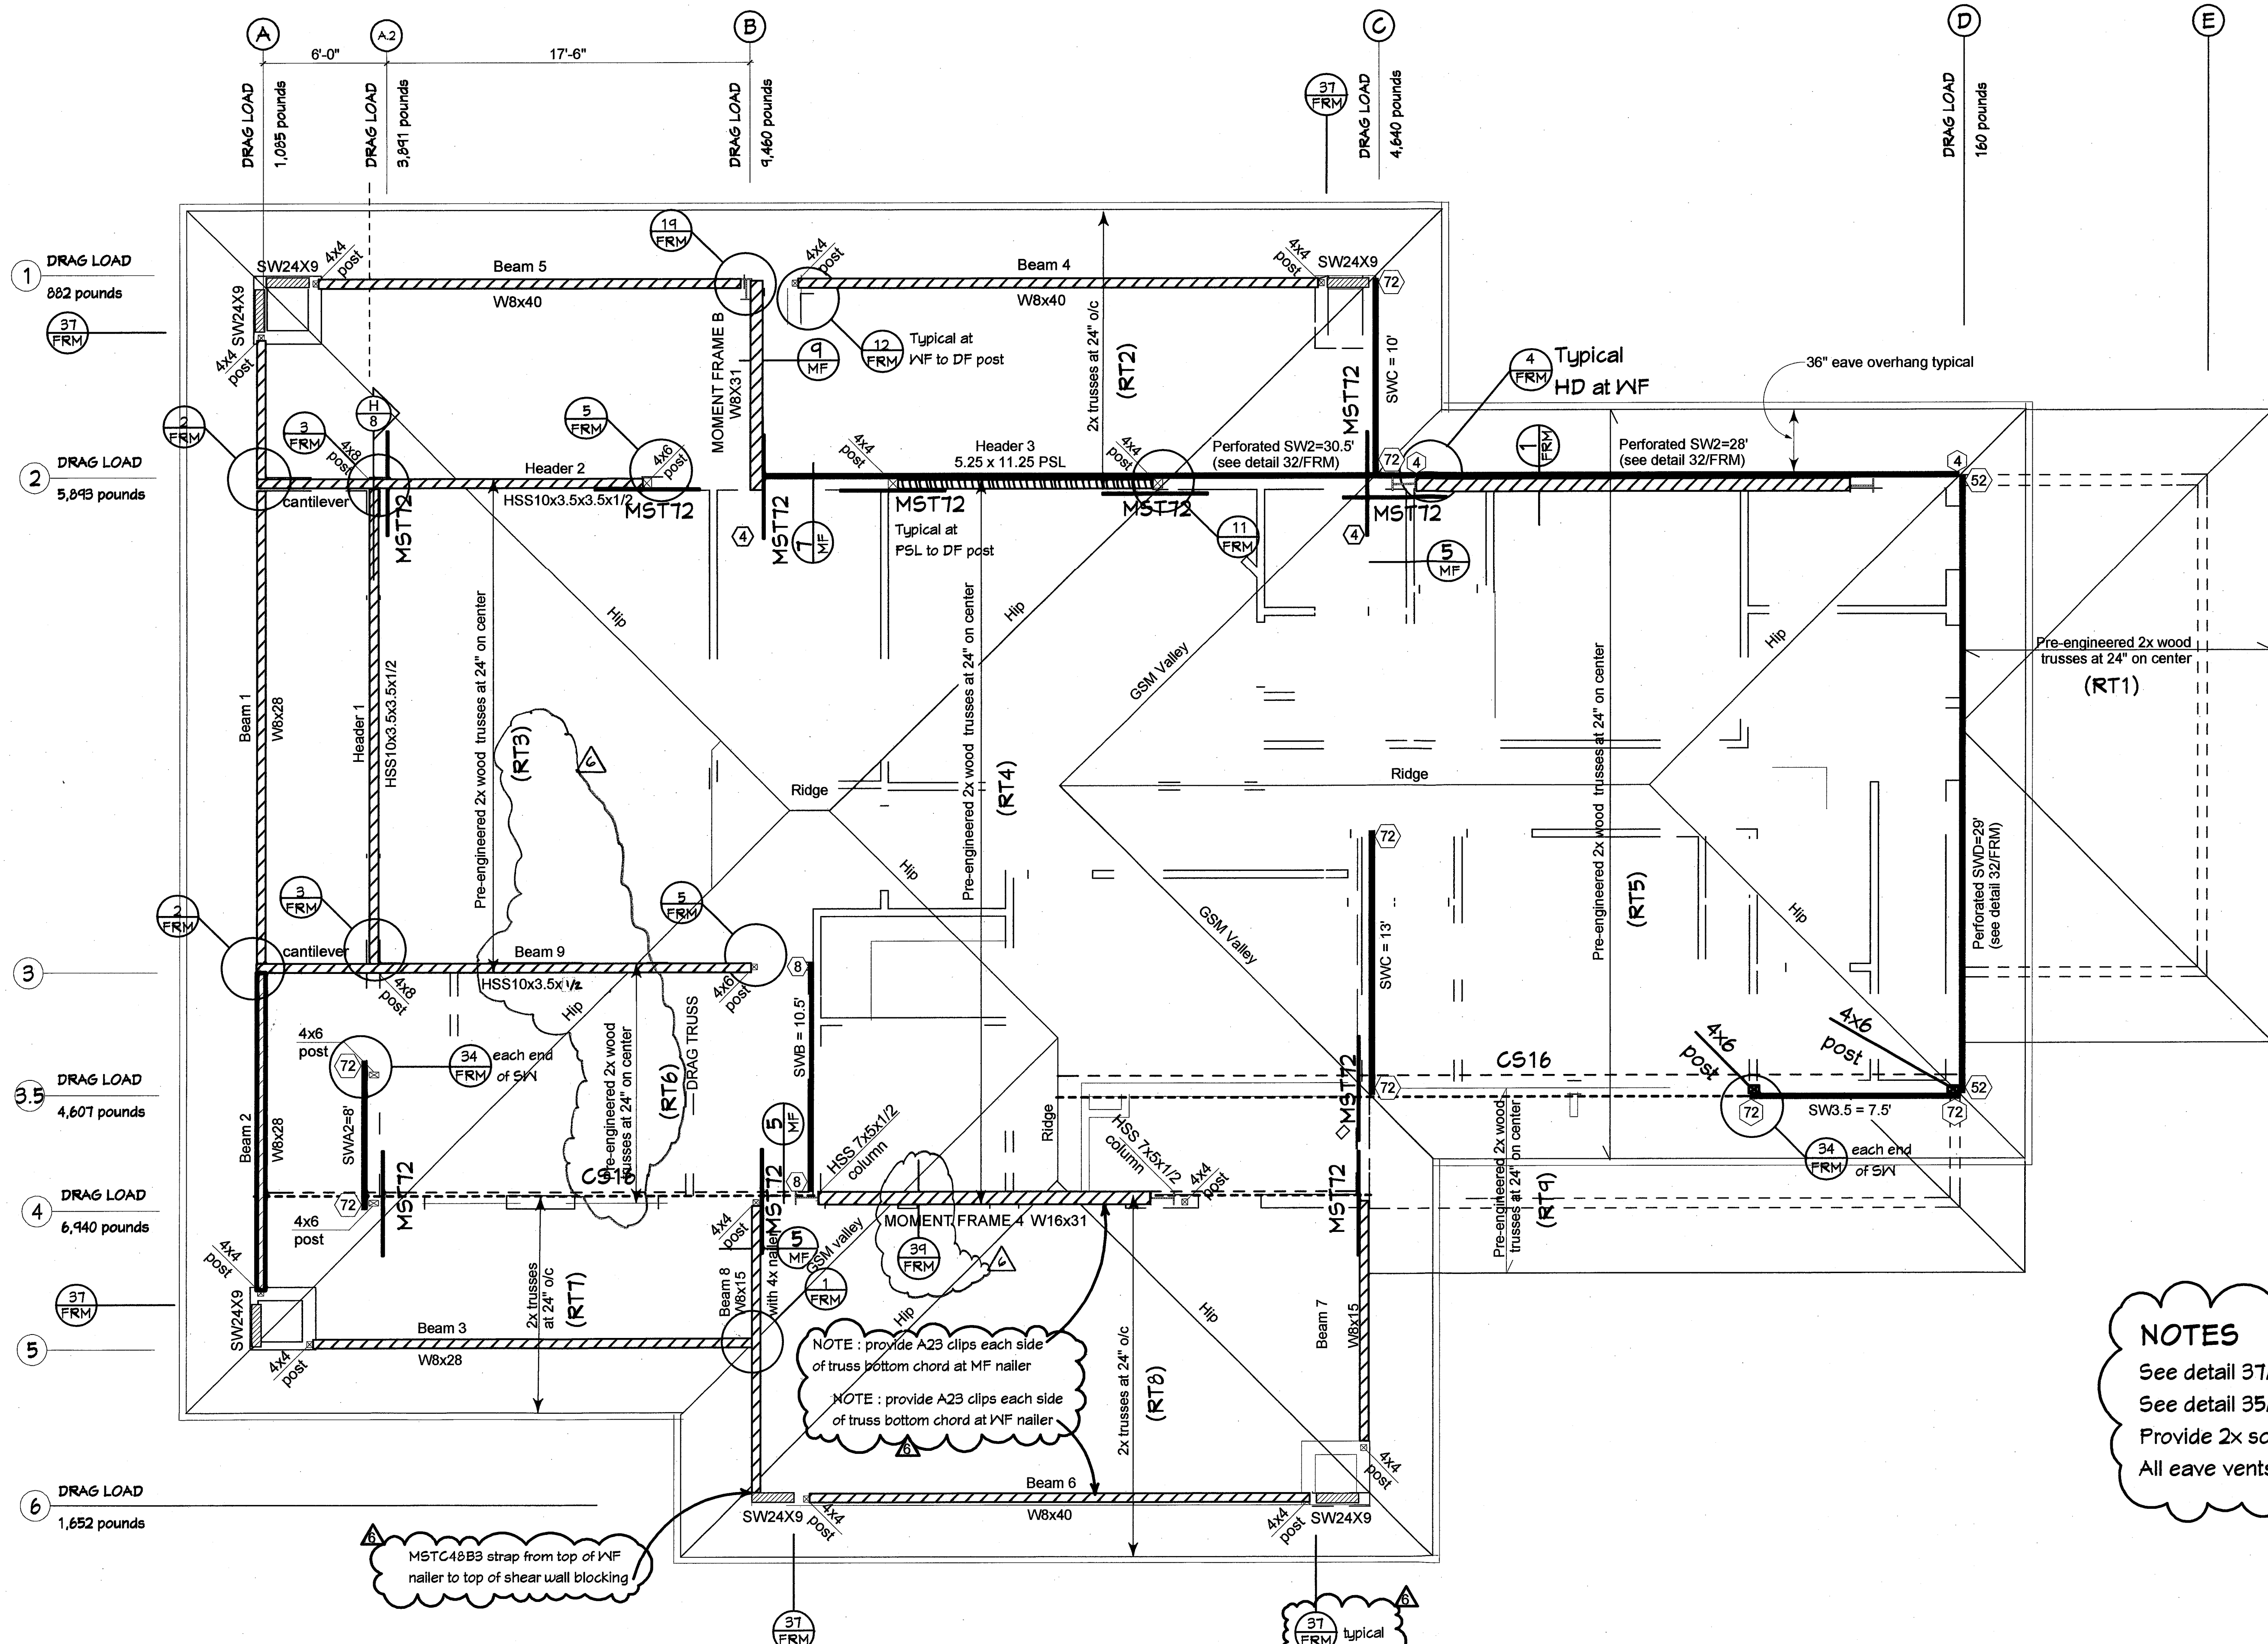 A
A.2
B
C
D
E
6'-0"
17'-6"
DRAG LOAD
1,085 pounds
DRAG LOAD
3,891 pounds
DRAG LOAD
9,460 pounds
37
FRM
DRAG LOAD
4,640 pounds
DRAG LOAD
160 pounds
1
DRAG LOAD
882 pounds
37
FRM
SW24X9
4x4
post
Beam 5
W8x40
19
FRM
4x4
post
Beam 4
W8x40
4x4
post
SW24X9
72
SW24X9
4x4
post
MOMENT FRAME B
W8X31
9
MF
12
FRM
Typical at
WF to DF post
2x trusses at 24" o/c
(RT2)
MST72
SWC = 10'
4
FRM
Typical
HD at WF
36" eave overhang typical
2
DRAG LOAD
5,893 pounds
2
FRM
3
FRM
H
8
4x8
post
5
FRM
4x6
post
Header 2
HSS10x3.5x3.5x1/2
cantilever
MST72
MST72
4
MST72
7
MF
4x4
post
Header 3
5.25 x 11.25 PSL
4x4
post
Perforated SW2=30.5'
(see detail 32/FRM)
MST72
Typical at
PSL to DF post
MST72
11
FRM
72
4
MST72
4
5
MF
1
FRM
Perforated SW2=28'
(see detail 32/FRM)
4
52
Beam 1
W8x28
Header 1
HSS10x3.5x3.5x1/2
Pre-engineered 2x wood trusses at 24" on center
(RT3)
6
Hip
Ridge
Pre-engineered 2x wood trusses at 24" on center
(RT4)
Hip
GSM Valley
Ridge
Pre-engineered 2x wood trusses at 24" on center
(RT5)
Hip
Pre-engineered 2x wood
trusses at 24" on center
(RT1)
Hip
GSM Valley
72
SWC = 13'
Hip
Perforated SWD=29'
(see detail 32/FRM)
3
2
FRM
3
FRM
cantilever
Beam 9
HSS10x3.5x1/2
4x8
post
Hip
5
FRM
4x6
post
8
SWB = 10.5'
3.5
DRAG LOAD
4,607 pounds
Beam 2
W8x28
4x6
post
72
34
FRM
each end
of SW
SWA2=8'
72
4x6
post
MST72
Pre-engineered 2x wood
trusses at 24" on center
(RT6)
DRAG TRUSS
CS16
5
MF
8
HSS 7x5x1/2
column
Ridge
HSS 7x5x1/2
column
4x4
post
MST72
72
CS16
4x6
post
4x6
post
72
SW3.5 = 7.5'
72
52
34
FRM
each end
of SW
4
DRAG LOAD
6,940 pounds
4x4
post
MST72
5
MF
MOMENT FRAME 4 W16x31
39
FRM
6
MST72
Pre-engineered 2x wood
trusses at 24" on center
(RT9)
37
FRM
4x4
post
SW24X9
4x4
post
Beam 3
W8x28
2x trusses
at 24" o/c
(RT7)
Beam 8
W8x15
with 4x nailer
GSM valley
1
FRM
Hip
NOTE : provide A23 clips each side
of truss bottom chord at MF nailer
NOTE : provide A23 clips each side
of truss bottom chord at WF nailer
6
2x trusses at 24" o/c
(RT8)
Hip
Beam 7
W8x15
5
NOTES
See detail 37/
See detail 35/
Provide 2x
All eave vents
6
DRAG LOAD
1,652 pounds
6
MSTC48B3 strap from top of WF
nailer to top of shear wall blocking
SW24X9
4x4
post
Beam 6
W8x40
4x4
post
SW24X9
4x4
post
37
FRM
37
FRM
typical
6